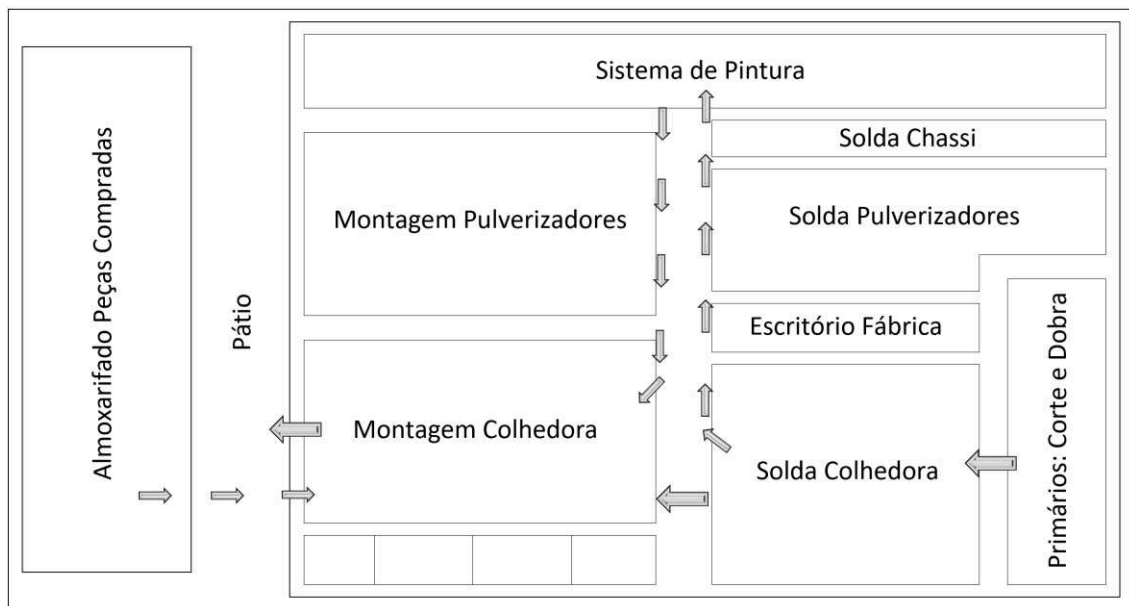 Almoxarifado Peças Compradas
Pátio
Sistema de Pintura
Solda Chassi
Montagem Pulverizadores
Solda Pulverizadores
Escritório Fábrica
Montagem Colhedora
Solda Colhedora
Primários: Corte e Dobra